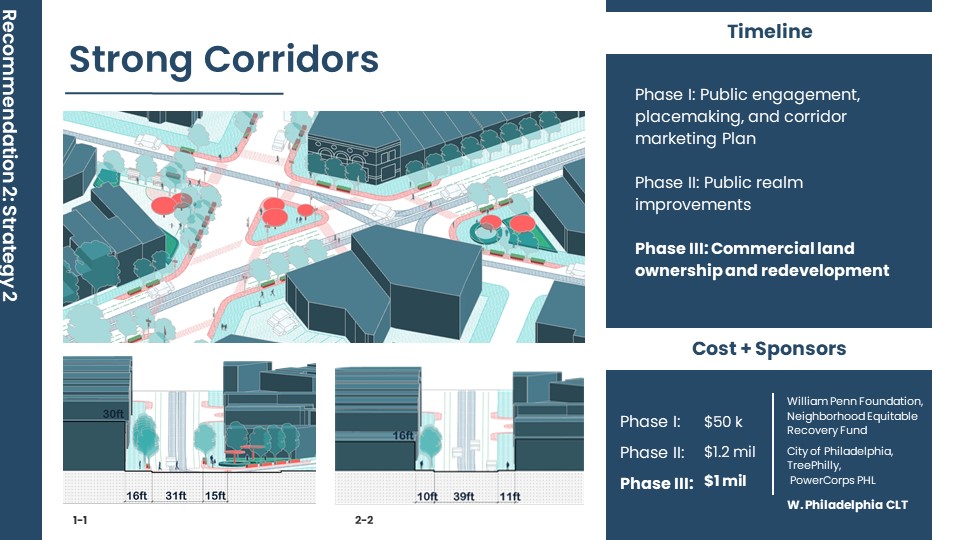 Recommendation 2: Strategy 2
Strong Corridors
30ft
16ft
31ft
15ft
1-1
16ft
10ft
39ft
11ft
2-2
Timeline
Phase I: Public engagement,
placemaking, and corridor
marketing Plan
Phase II: Public realm
improvements
Phase III: Commercial land
ownership and redevelopment
Cost + Sponsors
Phase I: $50 k
Phase II: $1.2 mil
Phase III: $1 mil
William Penn Foundation,
Neighborhood Equitable
Recovery Fund
City of Philadelphia,
TreePhilly,
PowerCorps PHL
W. Philadelphia CLT